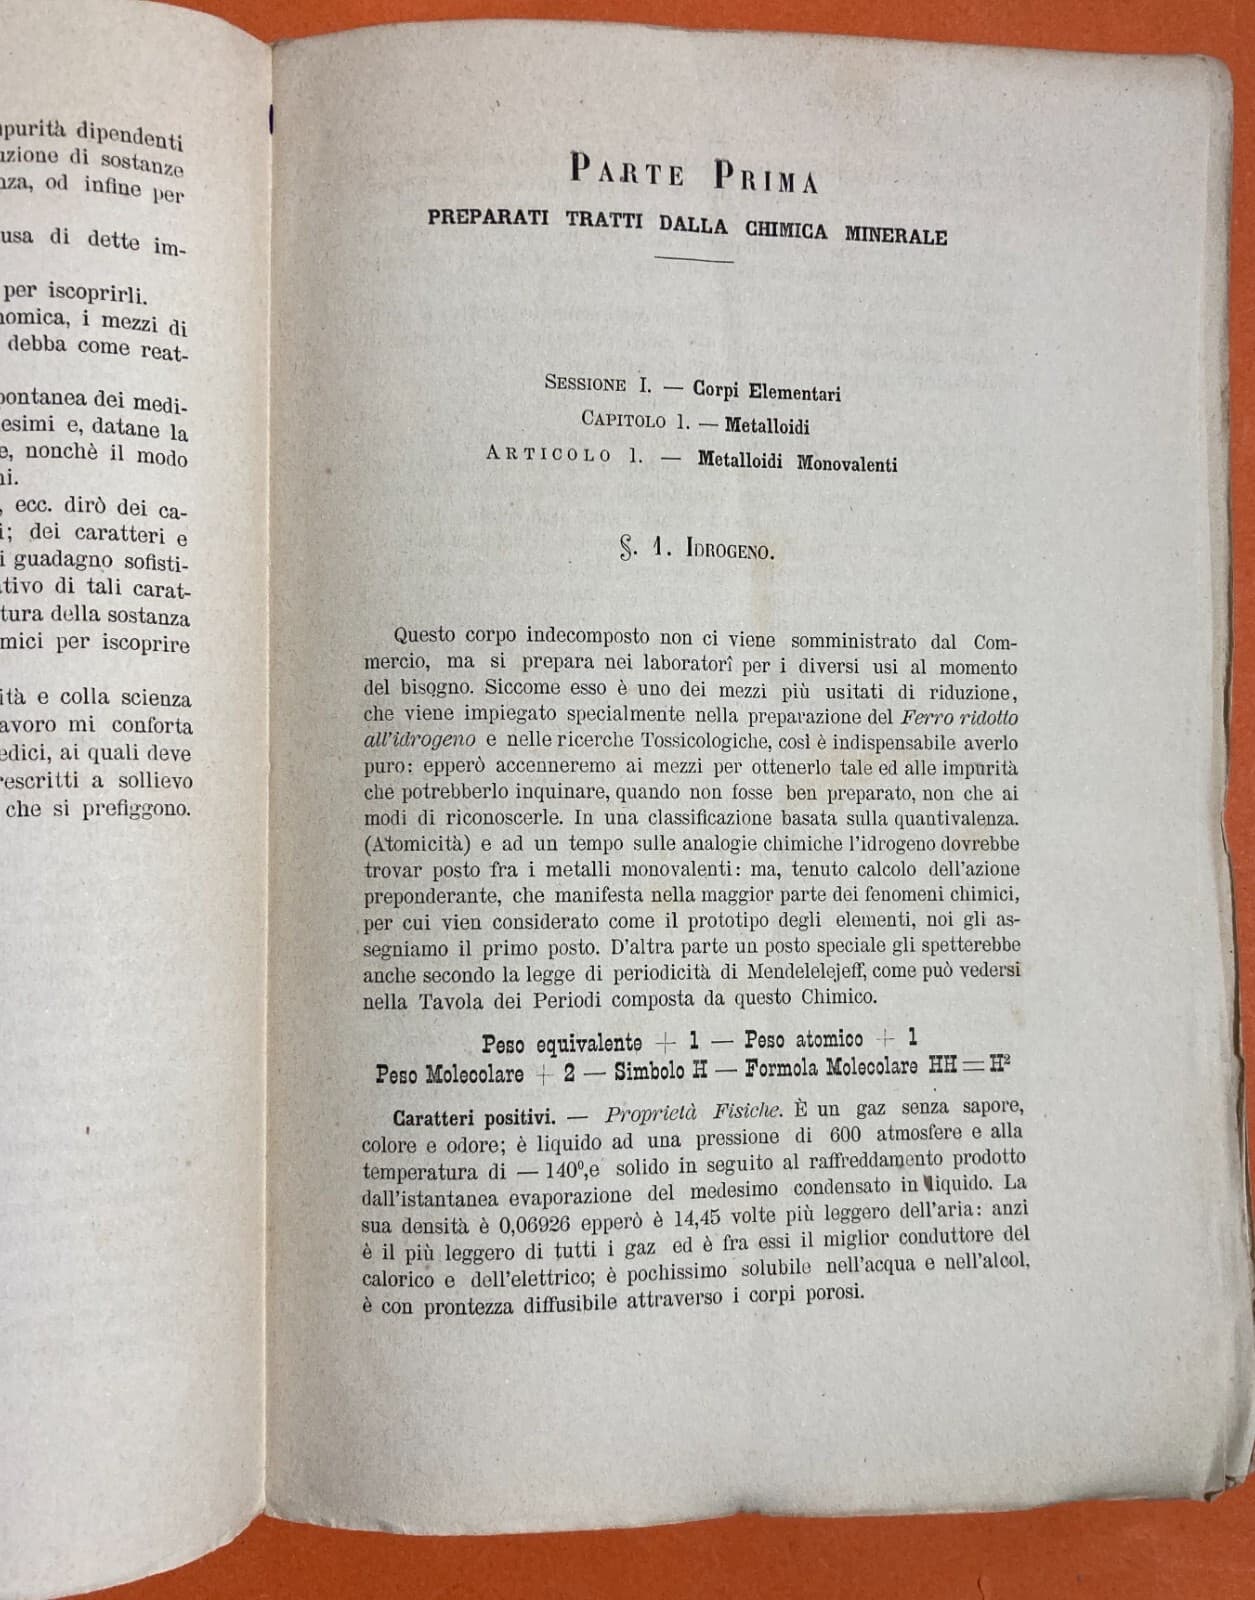 purità dipendenti
zione di sostanze
nza, od infine per
usa di dette im-
per iscoprirli.
nomica, i mezzi di
debba come reat-
pontanea dei medi-
esimi e, datane la
e, nonchè il modo
ni.
, ecc. dirò dei ca-
i; dei caratteri e
i guadagno sofisti-
ativo di tali carat-
tura della sostanza
mici per iscoprire
ità e colla scienza
avoro mi conforta
edici, ai quali deve
rescritti a sollievo
che si prefiggono.
PARTE PRIMA
PREPARATI TRATTI DALLA CHIMICA MINERALE
SESSIONE I. — Corpi Elementari
CAPITOLO 1. — Metalloidi
ARTICOLO 1. — Metalloidi Monovalenti
§. 1. IDROGENO.
Questo corpo indecomposto non ci viene somministrato dal Com-
mercio, ma si prepara nei laboratorî per i diversi usi al momento
del bisogno. Siccome esso è uno dei mezzi più usitati di riduzione,
che viene impiegato specialmente nella preparazione del Ferro ridotto
all'idrogeno e nelle ricerche Tossicologiche, così è indispensabile averlo
puro: epperò accenneremo ai mezzi per ottenerlo tale ed alle impurità
che potrebberlo inquinare, quando non fosse ben preparato, non che ai
modi di riconoscerle. In una classificazione basata sulla quantivalenza.
(Atomicità) e ad un tempo sulle analogie chimiche l'idrogeno dovrebbe
trovar posto fra i metalli monovalenti: ma, tenuto calcolo dell'azione
preponderante, che manifesta nella maggior parte dei fenomeni chimici,
per cui vien considerato come il prototipo degli elementi, noi gli as-
segniamo il primo posto. D'altra parte un posto speciale gli spetterebbe
anche secondo la legge di periodicità di Mendelelejeff, come può vedersi
nella Tavola dei Periodi composta da questo Chimico.
Peso equivalente + 1 — Peso atomico + 1
Peso Molecolare + 2 — Simbolo H — Formola Molecolare HH = H²
Caratteri positivi. — Proprietà Fisiche. È un gaz senza sapore,
colore e odore; è liquido ad una pressione di 600 atmosfere e alla
temperatura di — 140°,e solido in seguito al raffreddamento prodotto
dall'istantanea evaporazione del medesimo condensato in liquido. La
sua densità è 0,06926 epperò è 14,45 volte più leggero dell'aria: anzi
è il più leggero di tutti i gaz ed è fra essi il miglior conduttore del
calorico e dell'elettrico; è pochissimo solubile nell'acqua e nell'alcol,
è con prontezza diffusibile attraverso i corpi porosi.